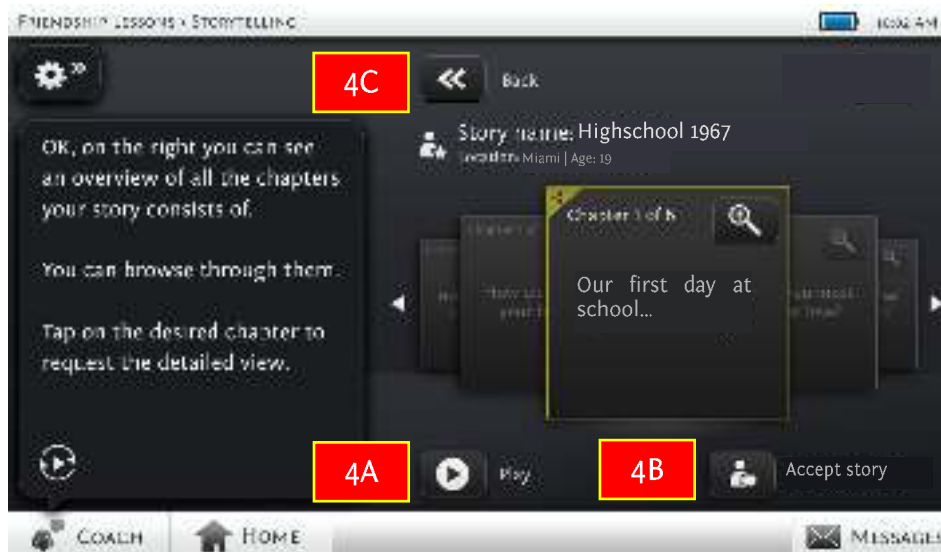 FRIENDSHIP LESSONS › STORYTELLING
10:02 AM
4C
Back
OK, on the right you can see
an overview of all the chapters
your story consists of.
You can browse through them.
Tap on the desired chapter to
request the detailed view.
Story name: Highschool 1967
Location: Miami | Age: 19
Chapter 1 of
Our first day at
school...
4A
Play
4B
Accept story
COACH
HOME
MESSAGES